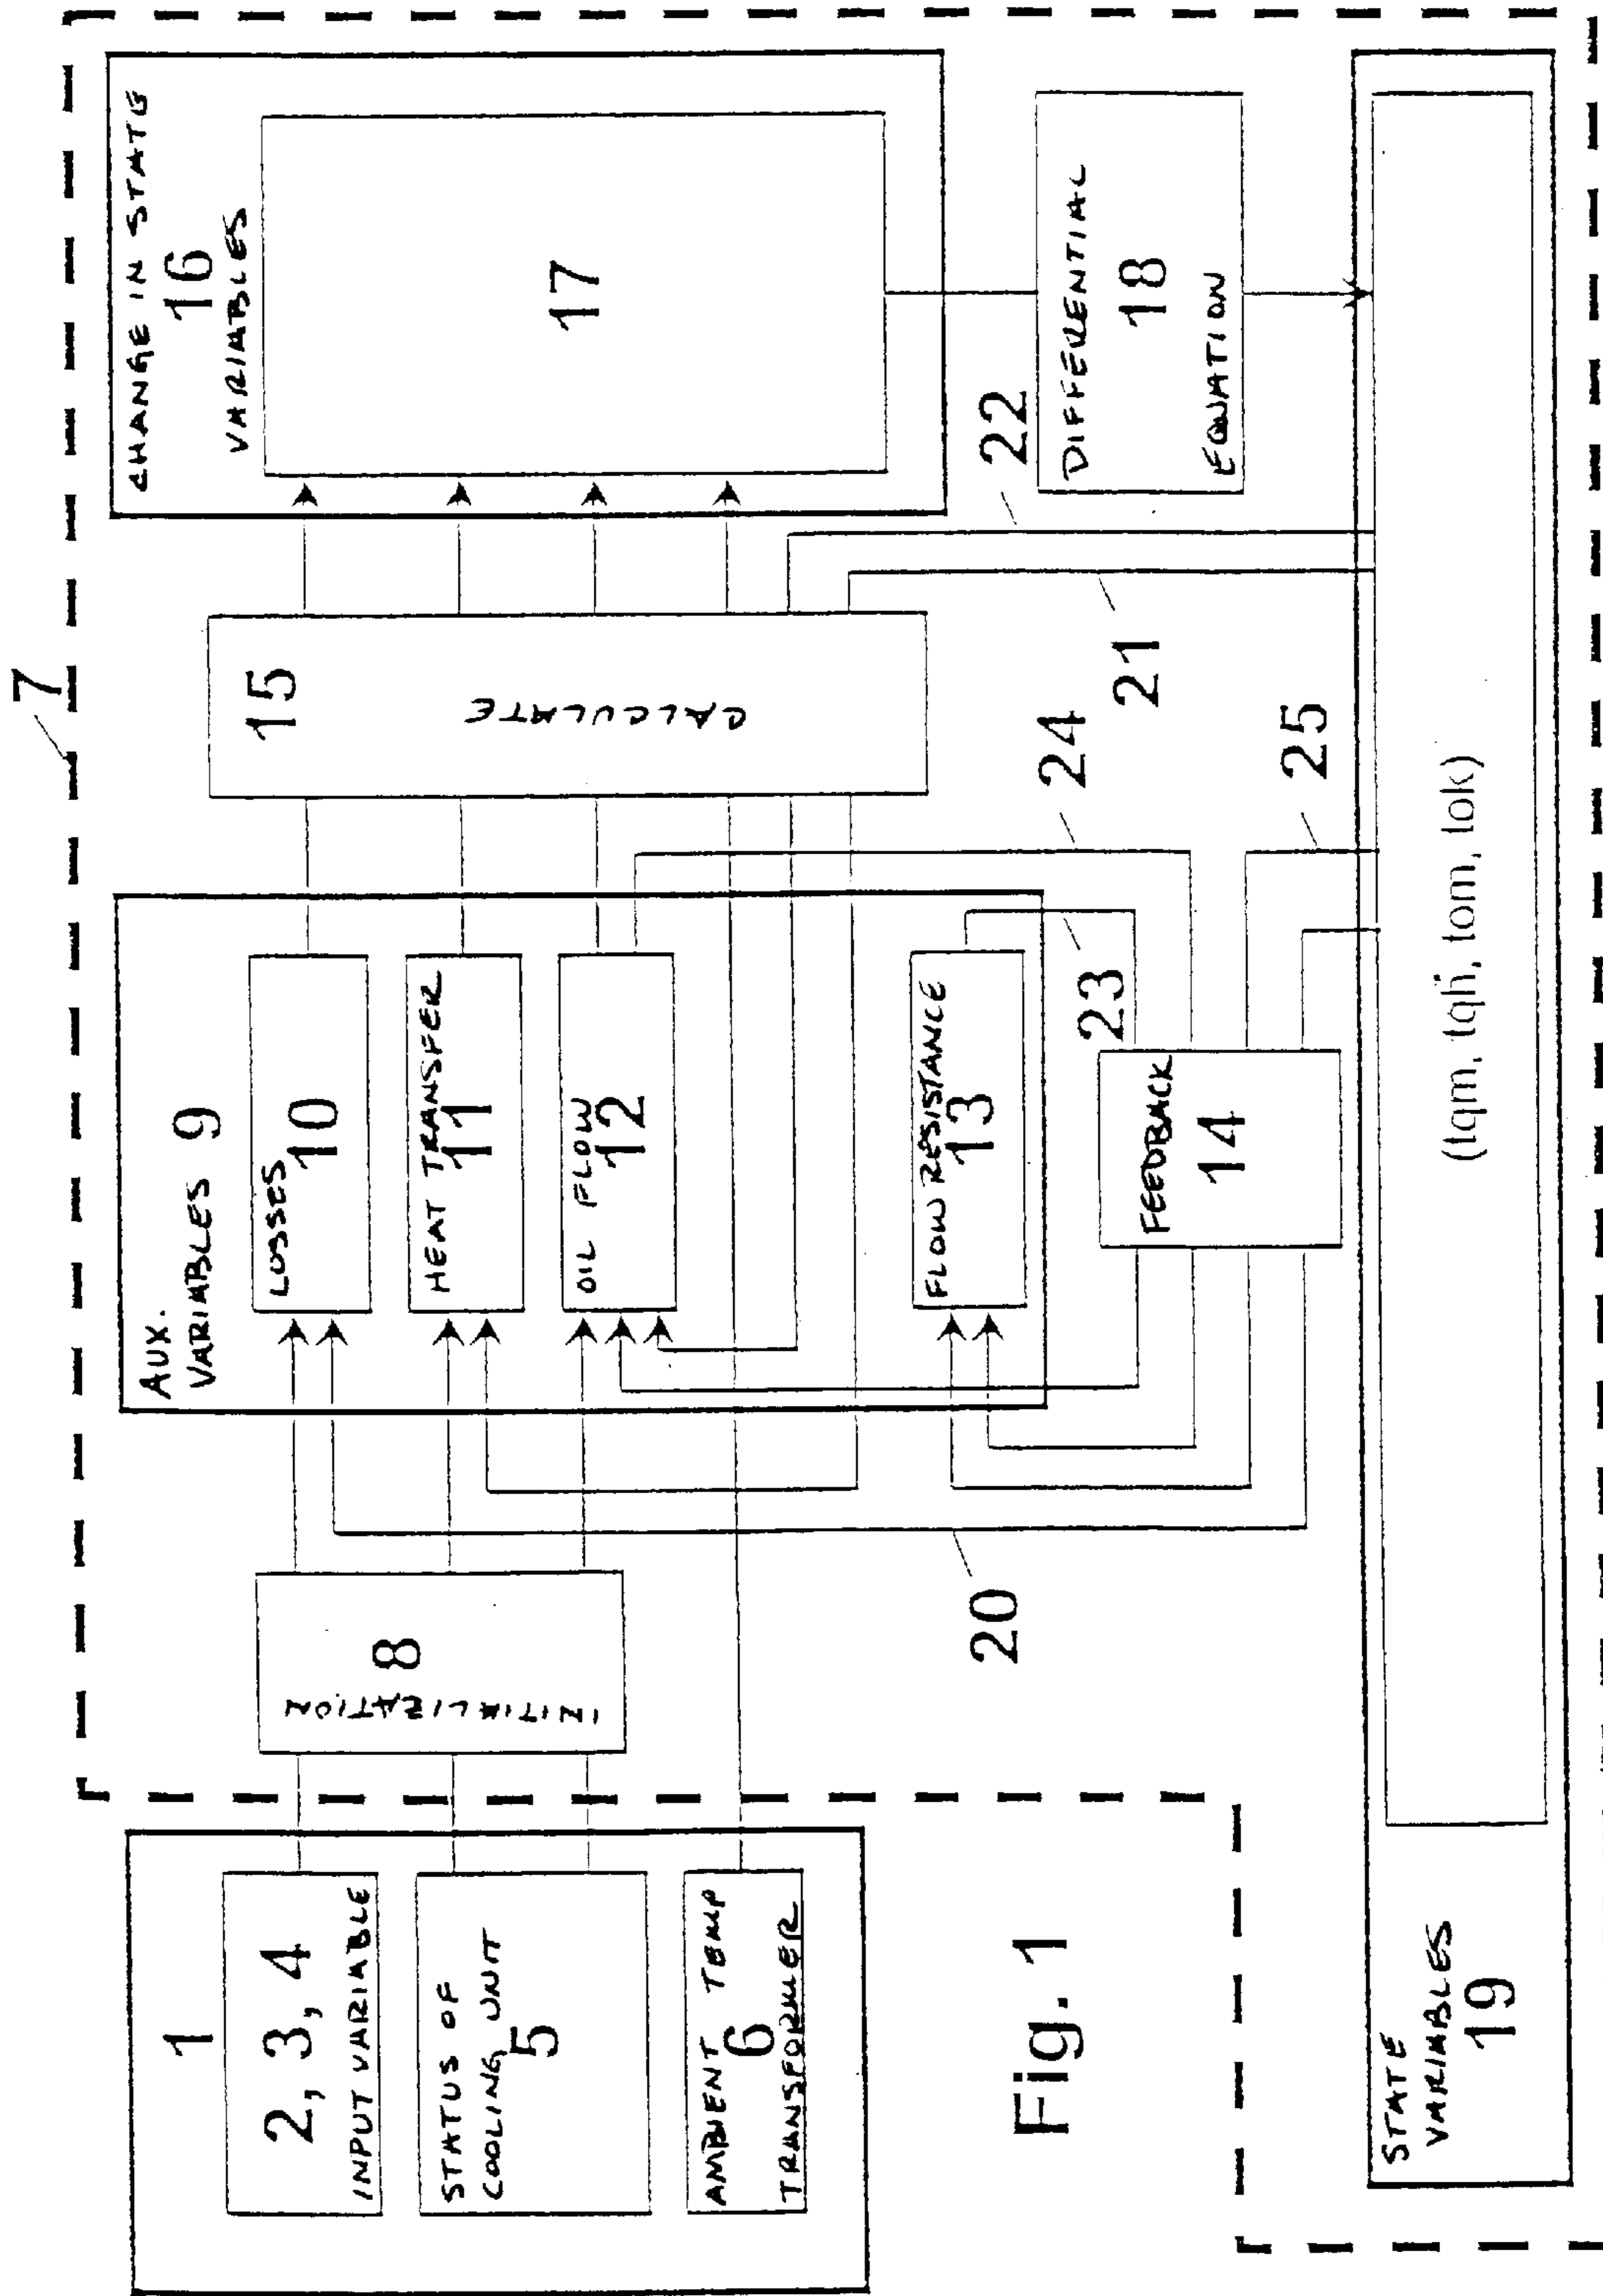 7
1
2, 3, 4
INPUT VARIABLE
STATUS OF
COOLING UNIT
5
AMBIENT TEMP
6
TRANSFORMER
8
INITIALIZATION
AUX.
VARIABLES 9
LOSSES
10
HEAT TRANSFER
11
OIL FLOW
12
FLOW RESISTANCE
13
FEEDBACK
14
15
CALCULATE
CHANGE IN STATE
16
VARIABLES
17
DIFFERENTIAL
18
EQUATION
20
23
24
21
22
25
STATE
VARIABLES
19
(tqm, tqh, tom, tok)
Fig. 1